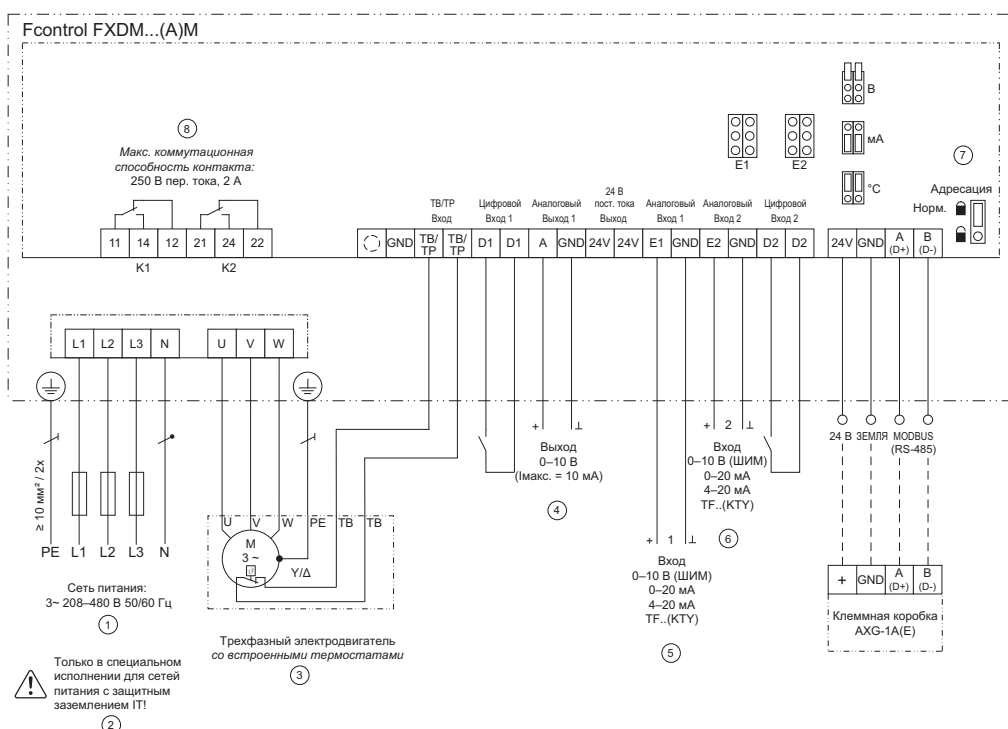 Fcontrol FXDM...(A)M
8
Макс. коммутационная
способность контакта:
250 В пер. тока, 2 А
11 14 12 21 24 22
K1 K2
E1 E2
В
мА
°C
7
Адресация
Норм.
ТВ/ТР
Вход
Цифровой
Вход 1
Аналоговый
Выход 1
24 В
пост. тока
Выход
Аналоговый
Вход 1
Аналоговый
Вход 2
Цифровой
Вход 2
GND TB/TP TB/TP D1 D1 A GND 24V 24V E1 GND E2 GND D2 D2
24V GND A (D+) B (D-)
L1 L2 L3 N U V W
≥ 10 мм² / 2x
PE L1 L2 L3 N
Сеть питания:
3~ 208–480 В 50/60 Гц
1
Только в специальном
исполнении для сетей
питания с защитным
заземлением IT!
2
U V W PE TB TB
M
3 ~
Y/Δ
Трехфазный электродвигатель
со встроенными термостатами
3
+ ⊥
Выход
0–10 В
(Iмакс. = 10 мА)
4
+ 1 ⊥
Вход
0–10 В (ШИМ)
0–20 мА
4–20 мА
TF..(KTY)
5
+ 2 ⊥
Вход
0–10 В (ШИМ)
0–20 мА
4–20 мА
TF..(KTY)
6
24 В ЗЕМЛЯ MODBUS
(RS-485)
+ GND A (D+) B (D-)
Клеммная коробка
AXG-1A(E)